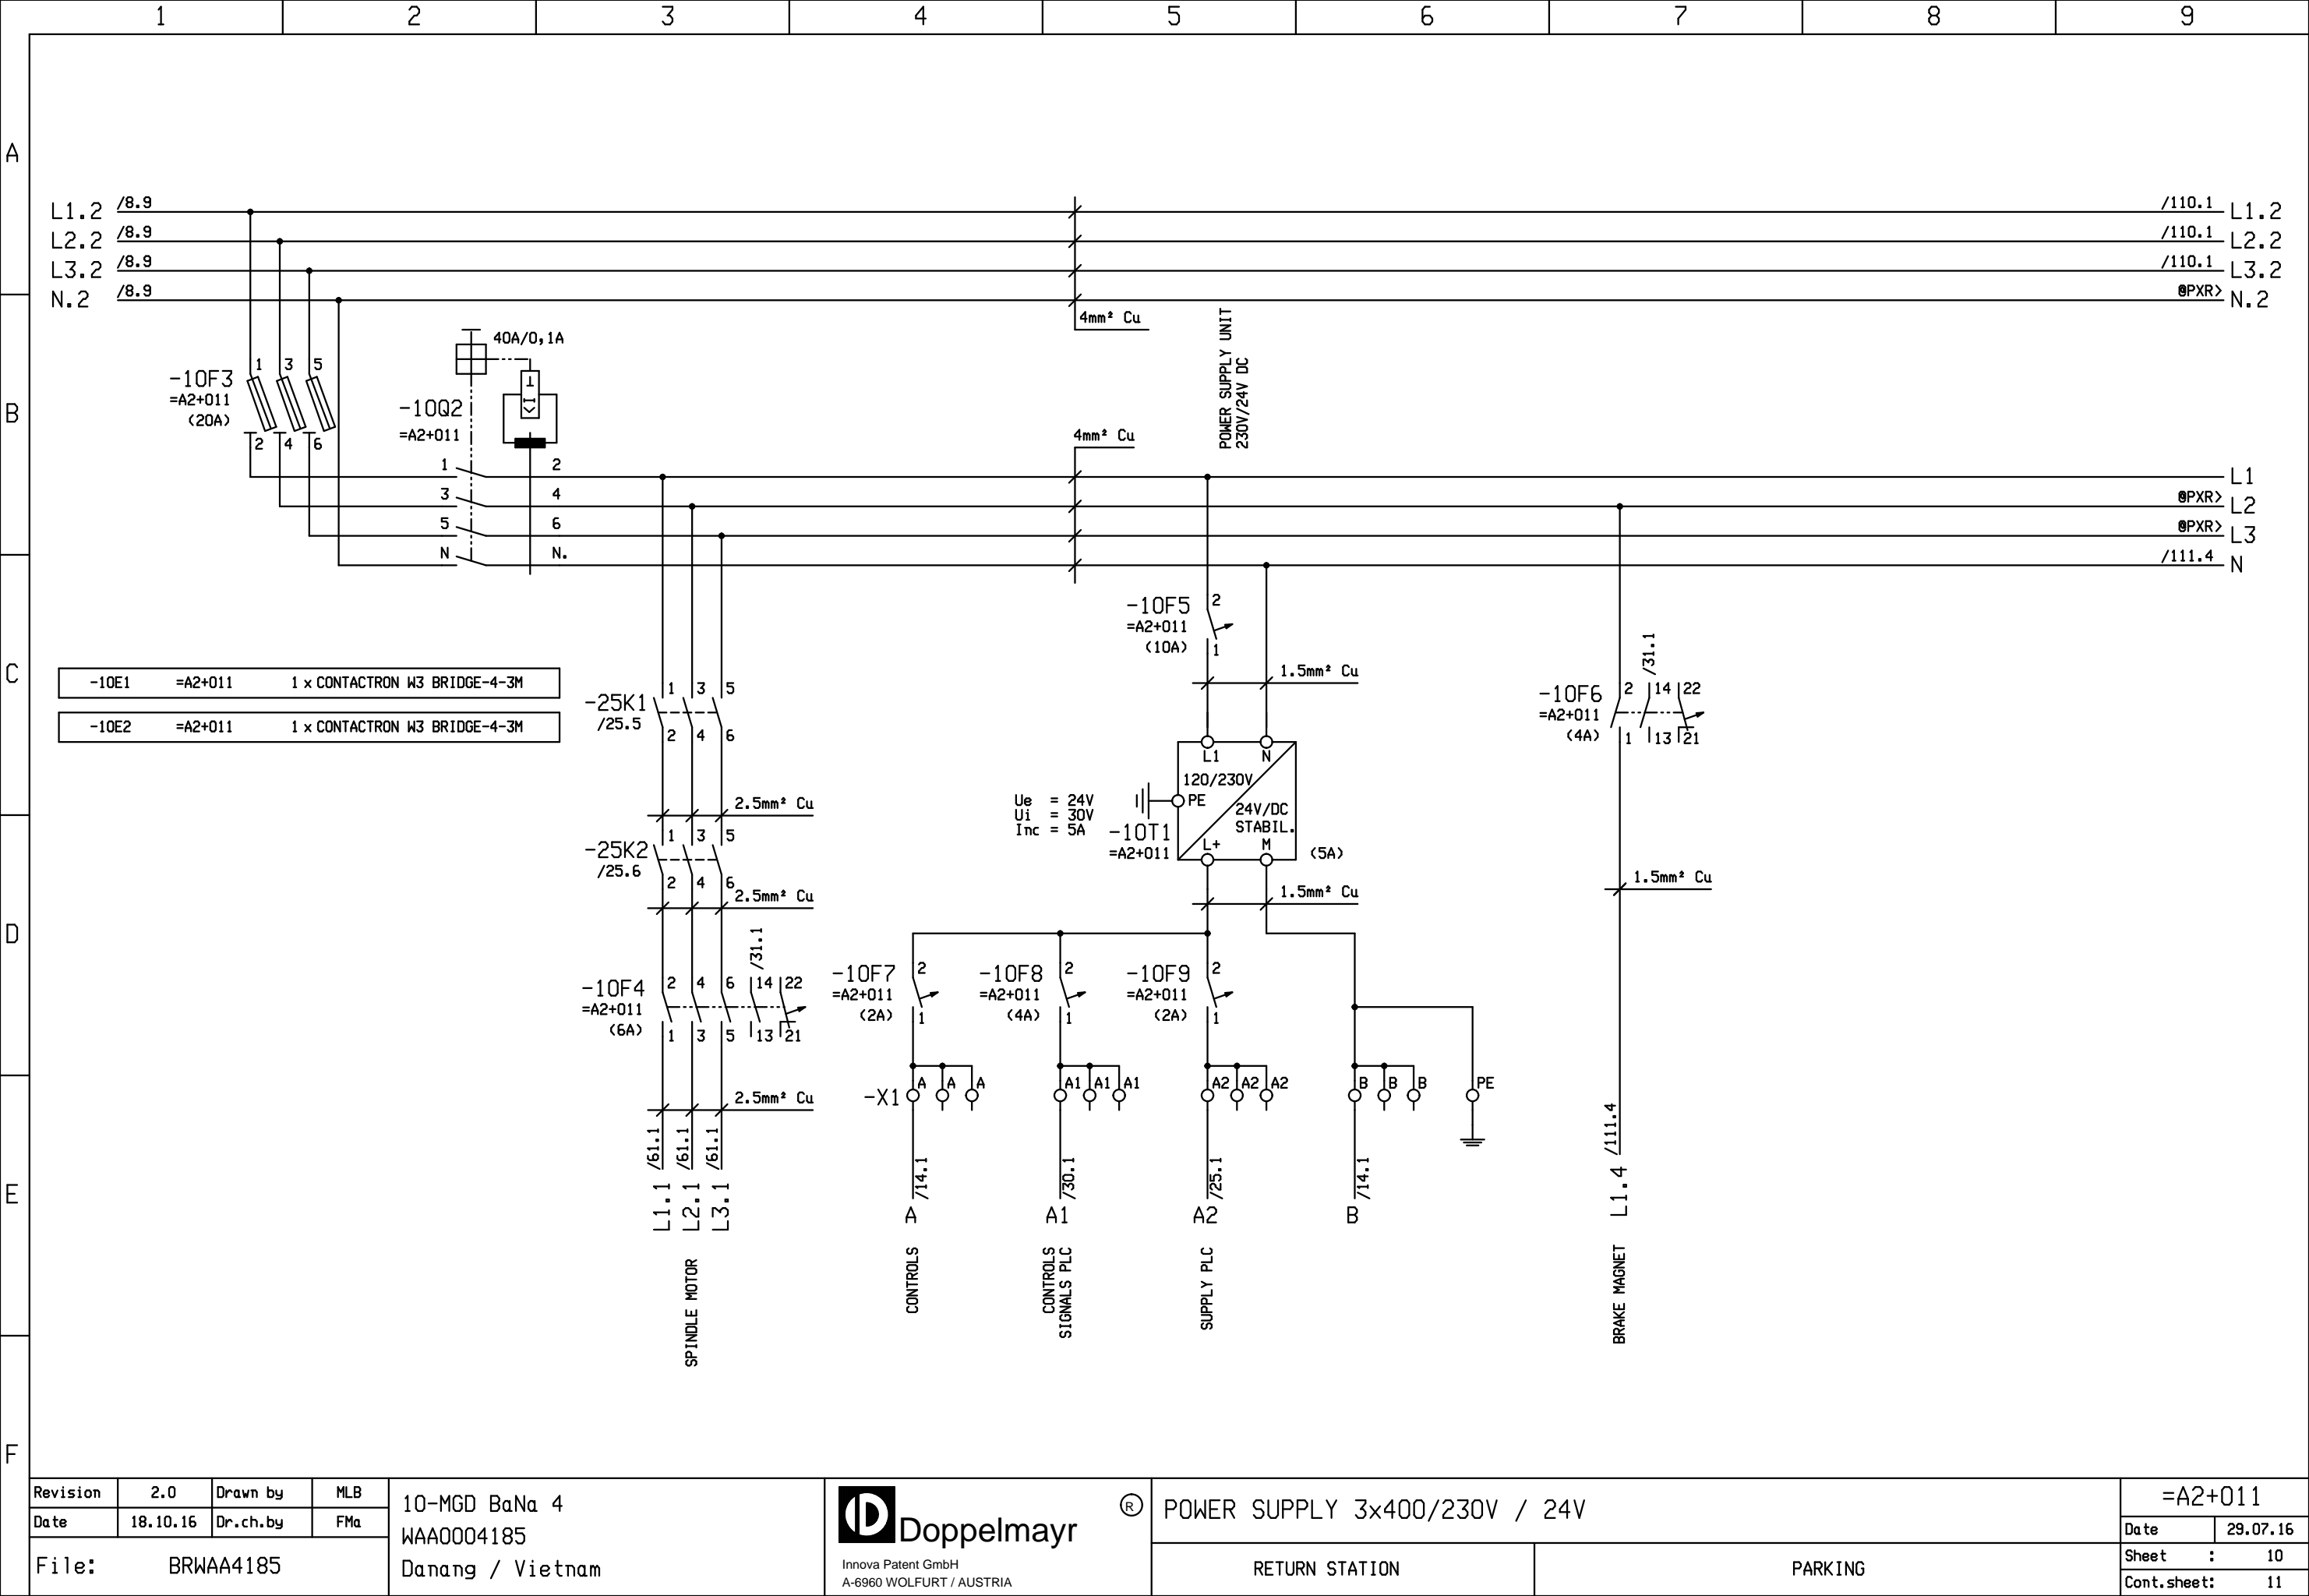 1 2 3 4 5 6 7 8 9
A
B
C
D
E
F
L1.2 /8.9 /110.1 L1.2
L2.2 /8.9 /110.1 L2.2
L3.2 /8.9 /110.1 L3.2
N.2 /8.9 N.2
4mm² Cu
POWER SUPPLY UNIT
230V/24V DC
40A/0,1A
-10F3
=A2+011
(20A)
1 3 5
2 4 6
-10Q2
=A2+011
4mm² Cu
1 2 L1
3 4 L2
5 6 L3
N N. /111.4 N
-10F5
=A2+011
(10A)
2
1
1.5mm² Cu
-10E1 =A2+011 1 x CONTACTRON W3 BRIDGE-4-3M
-10E2 =A2+011 1 x CONTACTRON W3 BRIDGE-4-3M
-25K1
/25.5
1 3 5
2 4 6
2.5mm² Cu
-25K2
/25.6
1 3 5
2 4 6
2.5mm² Cu
/31.1
-10F4
=A2+011
(6A)
2 4 6 14 22
1 3 5 13 21
2.5mm² Cu
/61.1 /61.1 /61.1
L1.1 L2.1 L3.1
SPINDLE MOTOR
L1 N
120/230V
PE
24V/DC
STABIL.
L+ M
Ue = 24V
Ui = 30V
Inc = 5A
-10T1
=A2+011
(5A)
1.5mm² Cu
-10F7
=A2+011
(2A)
2
1
-10F8
=A2+011
(4A)
2
1
-10F9
=A2+011
(2A)
2
1
-X1 A A A A1 A1 A1 A2 A2 A2 B B B PE
/14.1 /30.1 /25.1 /14.1
A A1 A2 B
CONTROLS
CONTROLS
SIGNALS PLC
SUPPLY PLC
/31.1
-10F6
=A2+011
(4A)
2 14 22
1 13 21
1.5mm² Cu
/111.4
L1.4
BRAKE MAGNET
Revision 2.0 Drawn by MLB
Date 18.10.16 Dr.ch.by FMa
File: BRWAA4185
10-MGD BaNa 4
WAA0004185
Danang / Vietnam
Doppelmayr ®
Innova Patent GmbH
A-6960 WOLFURT / AUSTRIA
POWER SUPPLY 3x400/230V / 24V
RETURN STATION PARKING
=A2+011
Date 29.07.16
Sheet : 10
Cont.sheet: 11